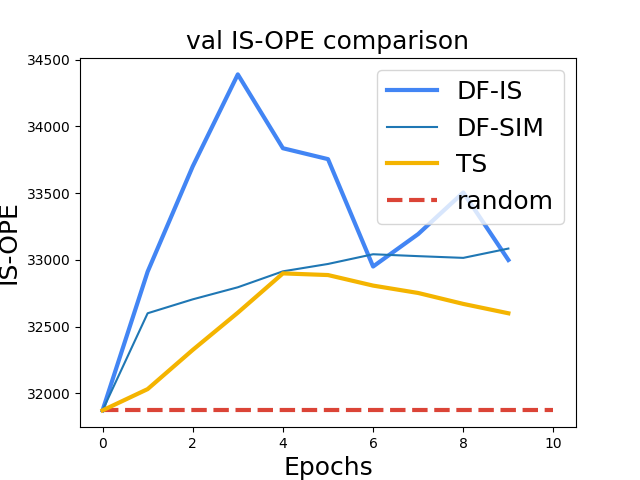 val IS-OPE comparison
34500
34000
33500
33000
32500
32000
IS-OPE
DF-IS
DF-SIM
TS
random
0
2
4
6
8
10
Epochs